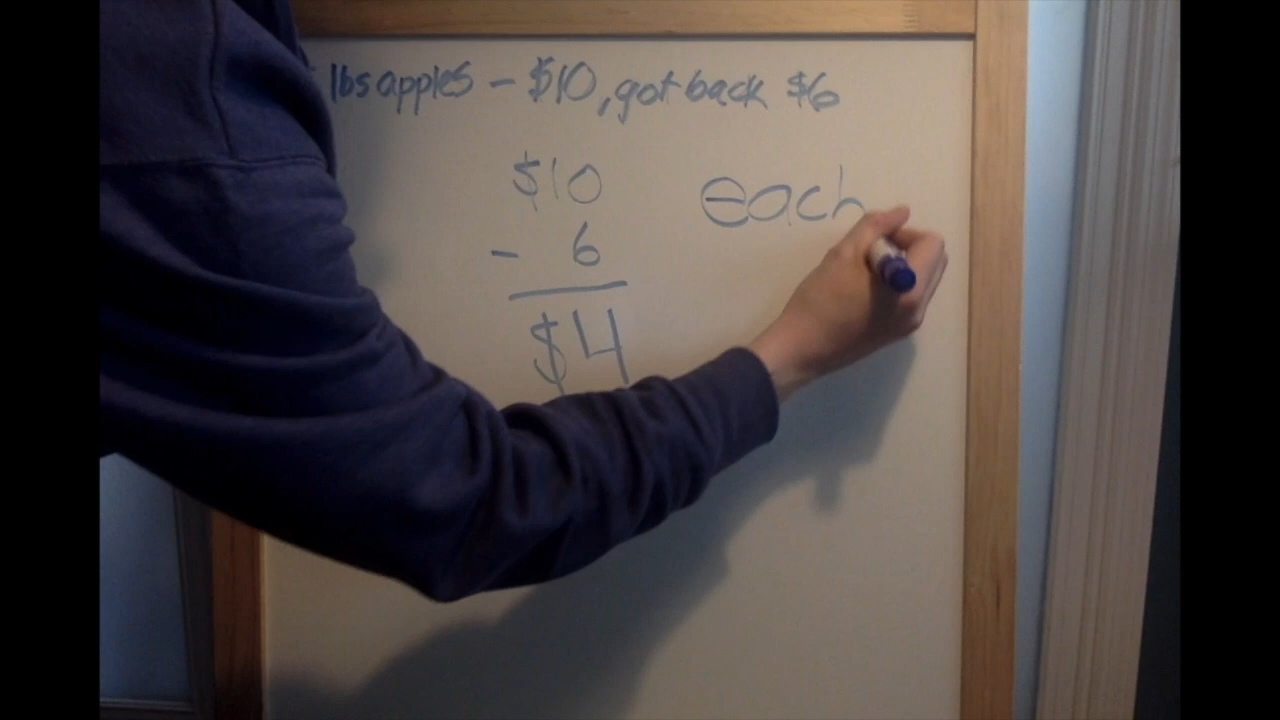 lbs apples - $10, got back $6
$10 each
- 6
$4